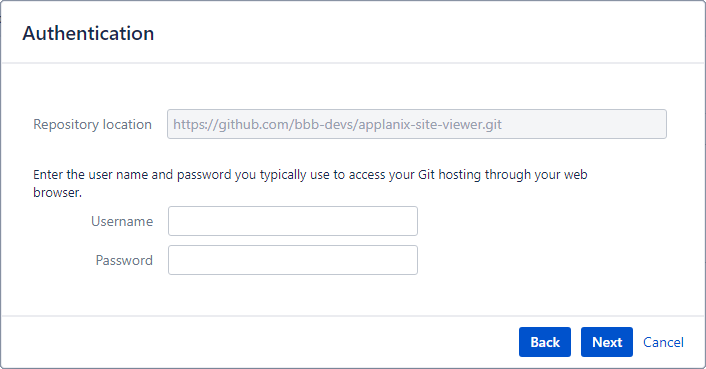 Authentication
Repository location https://github.com/bbb-devs/applanix-site-viewer.git
Enter the user name and password you typically use to access your Git hosting through your web
browser.
Username
Password
Back Next Cancel